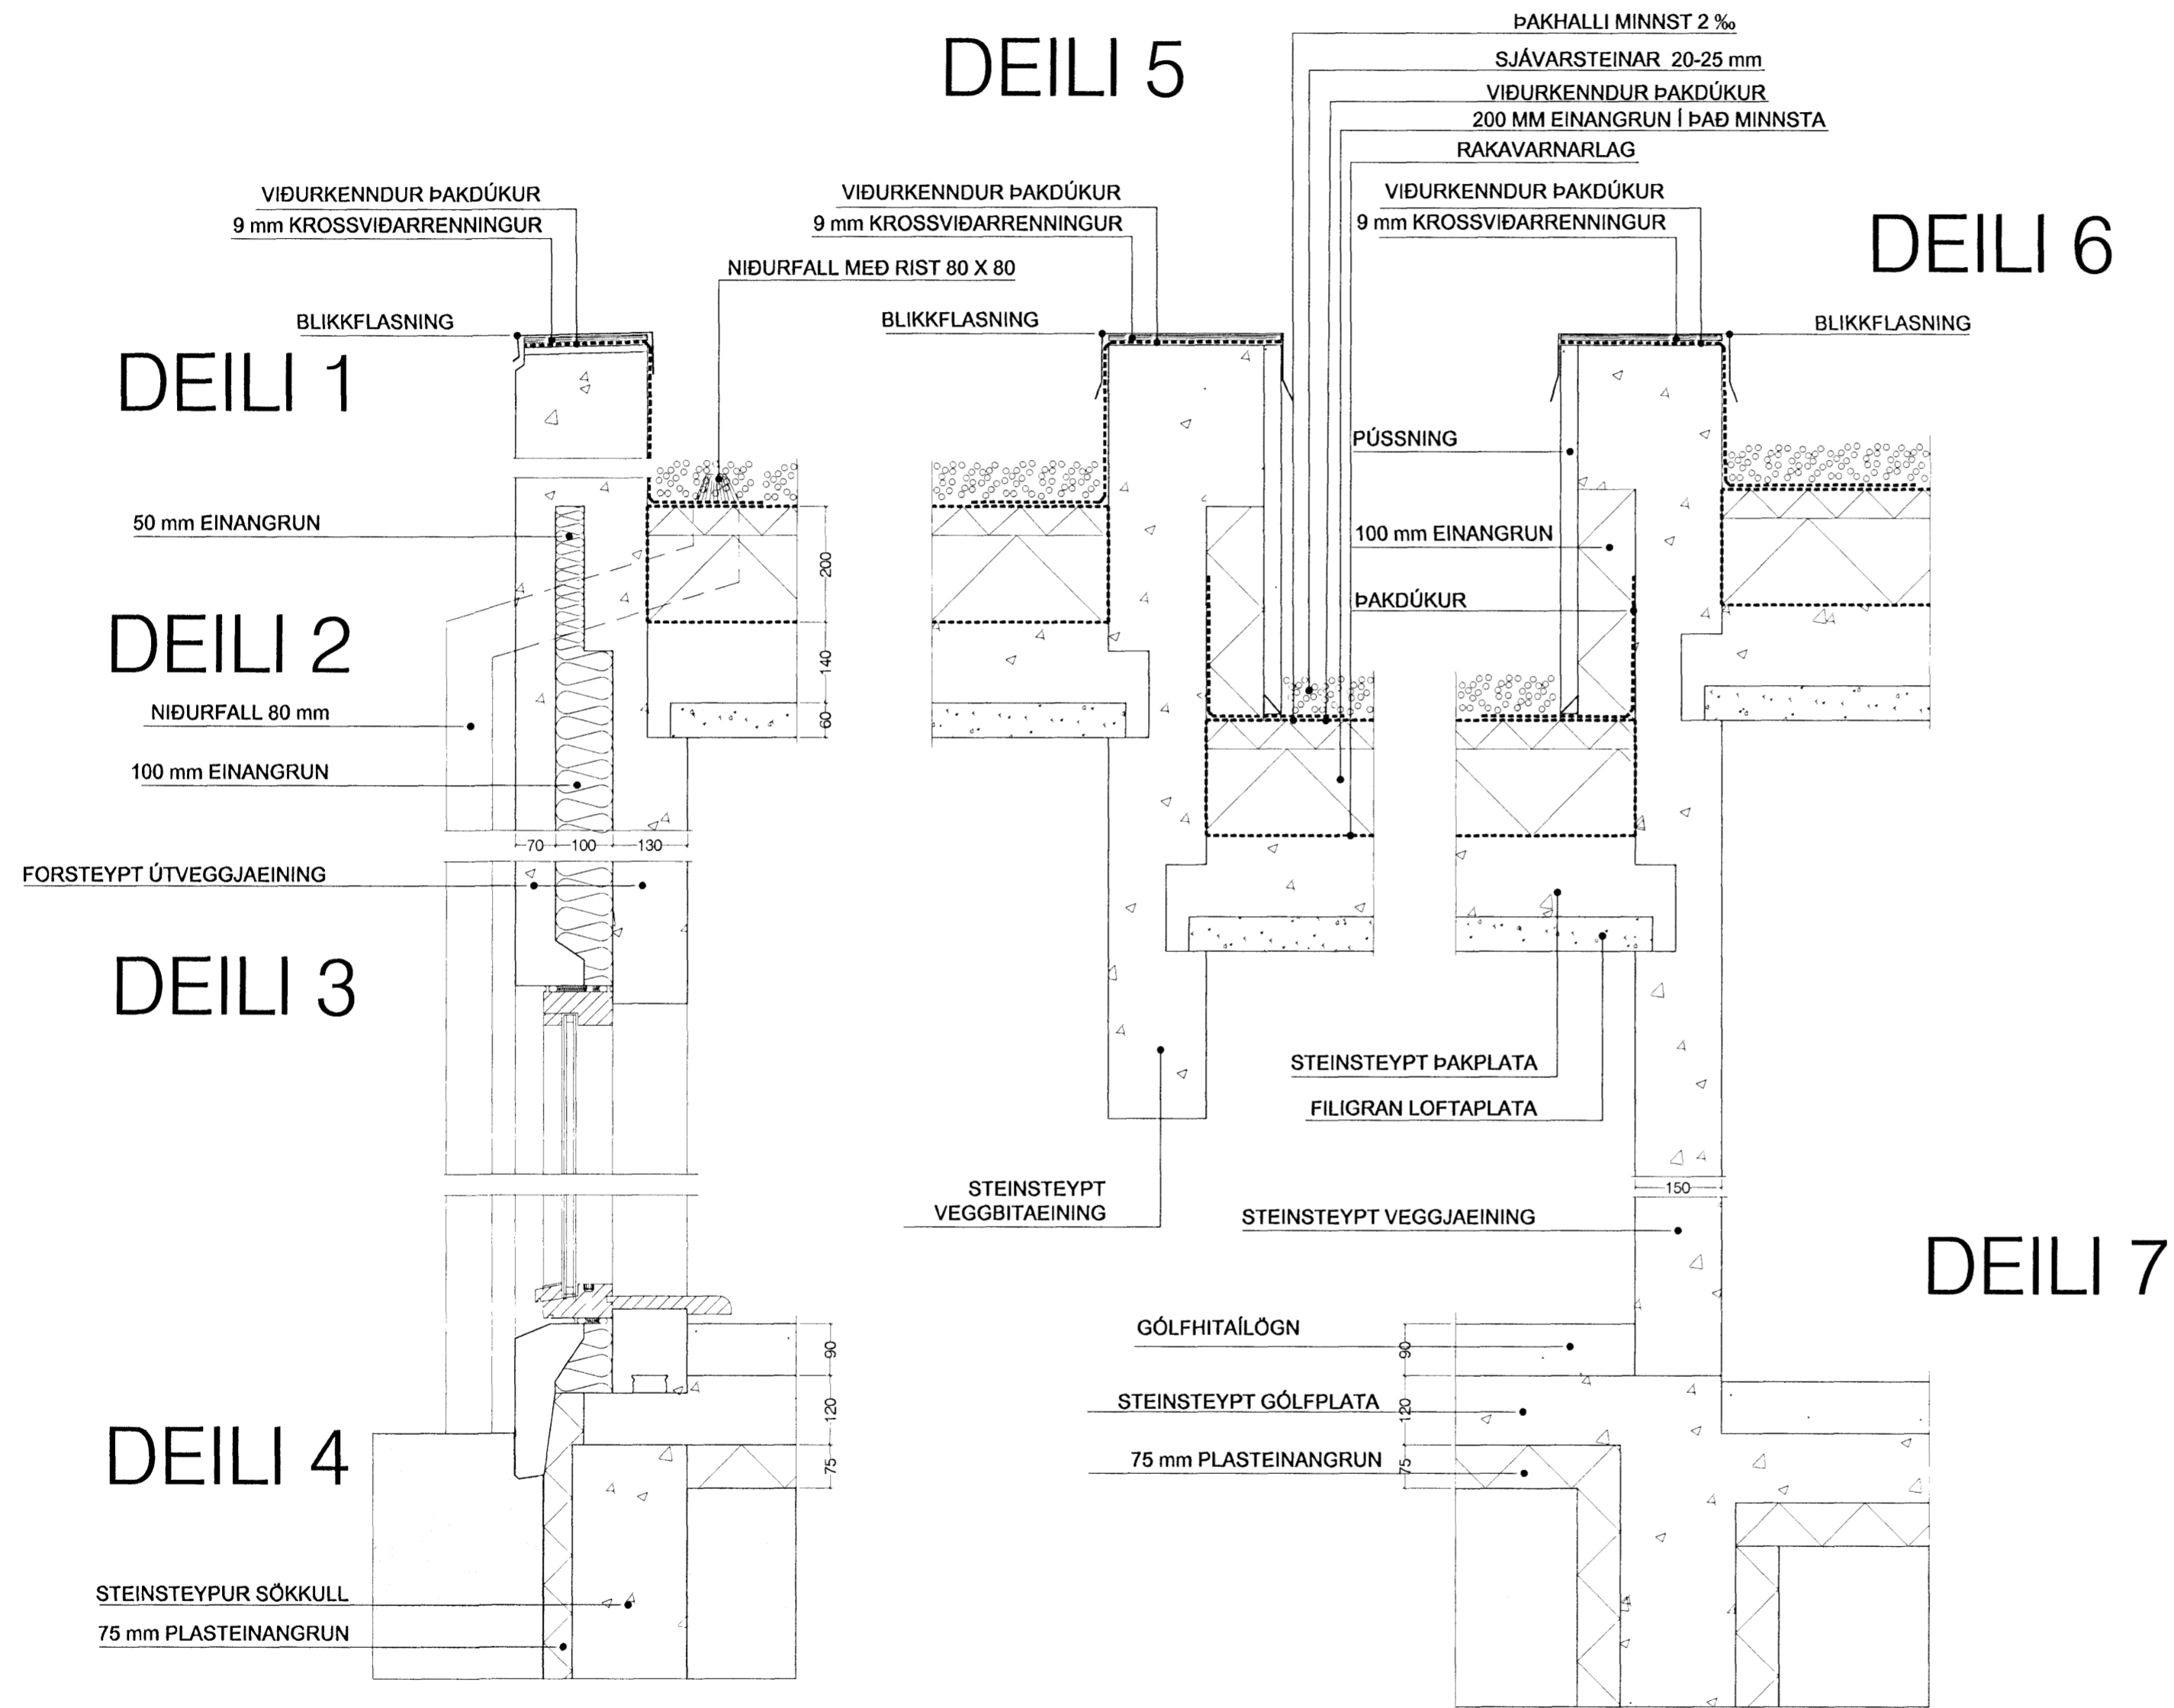 DEILI 5
ÞAKHALLI MINNST 2 ‰
SJÁVARSTEINAR 20-25 mm
VIÐURKENNDUR ÞAKDÚKUR
200 MM EINANGRUN Í ÞAÐ MINNSTA
RAKAVARNARLAG
VIÐURKENNDUR ÞAKDÚKUR
9 mm KROSSVIÐARRENNINGUR
VIÐURKENNDUR ÞAKDÚKUR
9 mm KROSSVIÐARRENNINGUR
VIÐURKENNDUR ÞAKDÚKUR
9 mm KROSSVIÐARRENNINGUR
DEILI 6
NIÐURFALL MEÐ RIST 80 X 80
BLIKKFLASNING
BLIKKFLASNING
BLIKKFLASNING
DEILI 1
PÚSSNING
50 mm EINANGRUN
100 mm EINANGRUN
200
ÞAKDÚKUR
DEILI 2
140
NIÐURFALL 80 mm
60
100 mm EINANGRUN
70
100
130
FORSTEYPT ÚTVEGGJAEINING
DEILI 3
STEINSTEYPT ÞAKPLATA
FILIGRAN LOFTAPLATA
STEINSTEYPT
VEGGBITAEINING
150
STEINSTEYPT VEGGJAEINING
DEILI 7
GÓLFHITAÍLÖGN
90
90
STEINSTEYPT GÓLFPLATA
120
120
DEILI 4
75 mm PLASTEINANGRUN
75
75
STEINSTEYPUR SÖKKULL
75 mm PLASTEINANGRUN